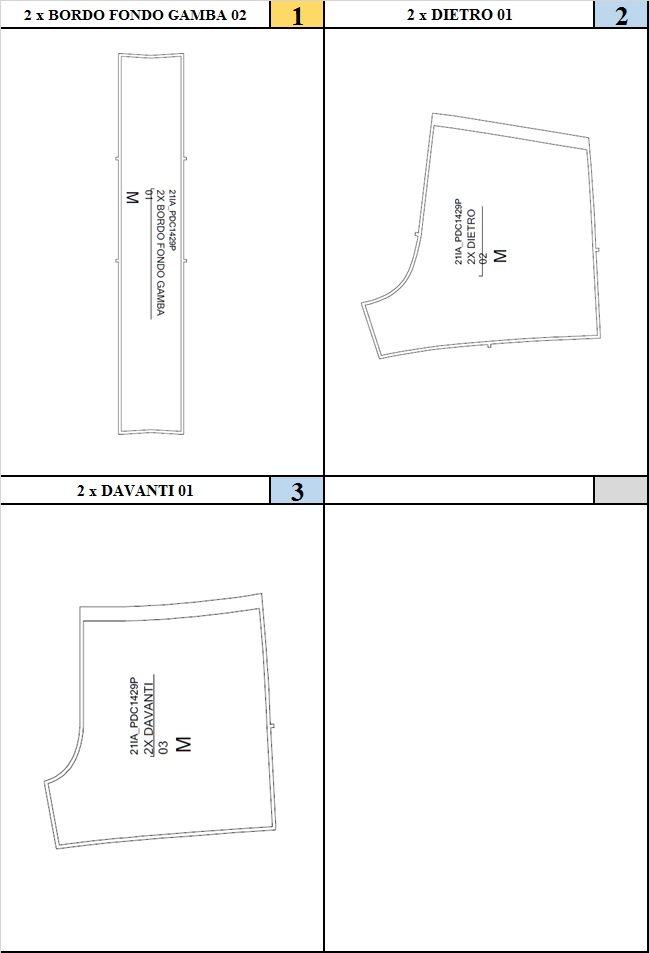 2 x BORDO FONDO GAMBA 02
1
2 x DIETRO 01
2
21IA_PDC1429P
2X BORDO FONDO GAMBA
01
M
21IA_PDC1429P
2X DIETRO
02
M
2 x DAVANTI 01
3
21IA_PDC1429P
2X DAVANTI
03
M